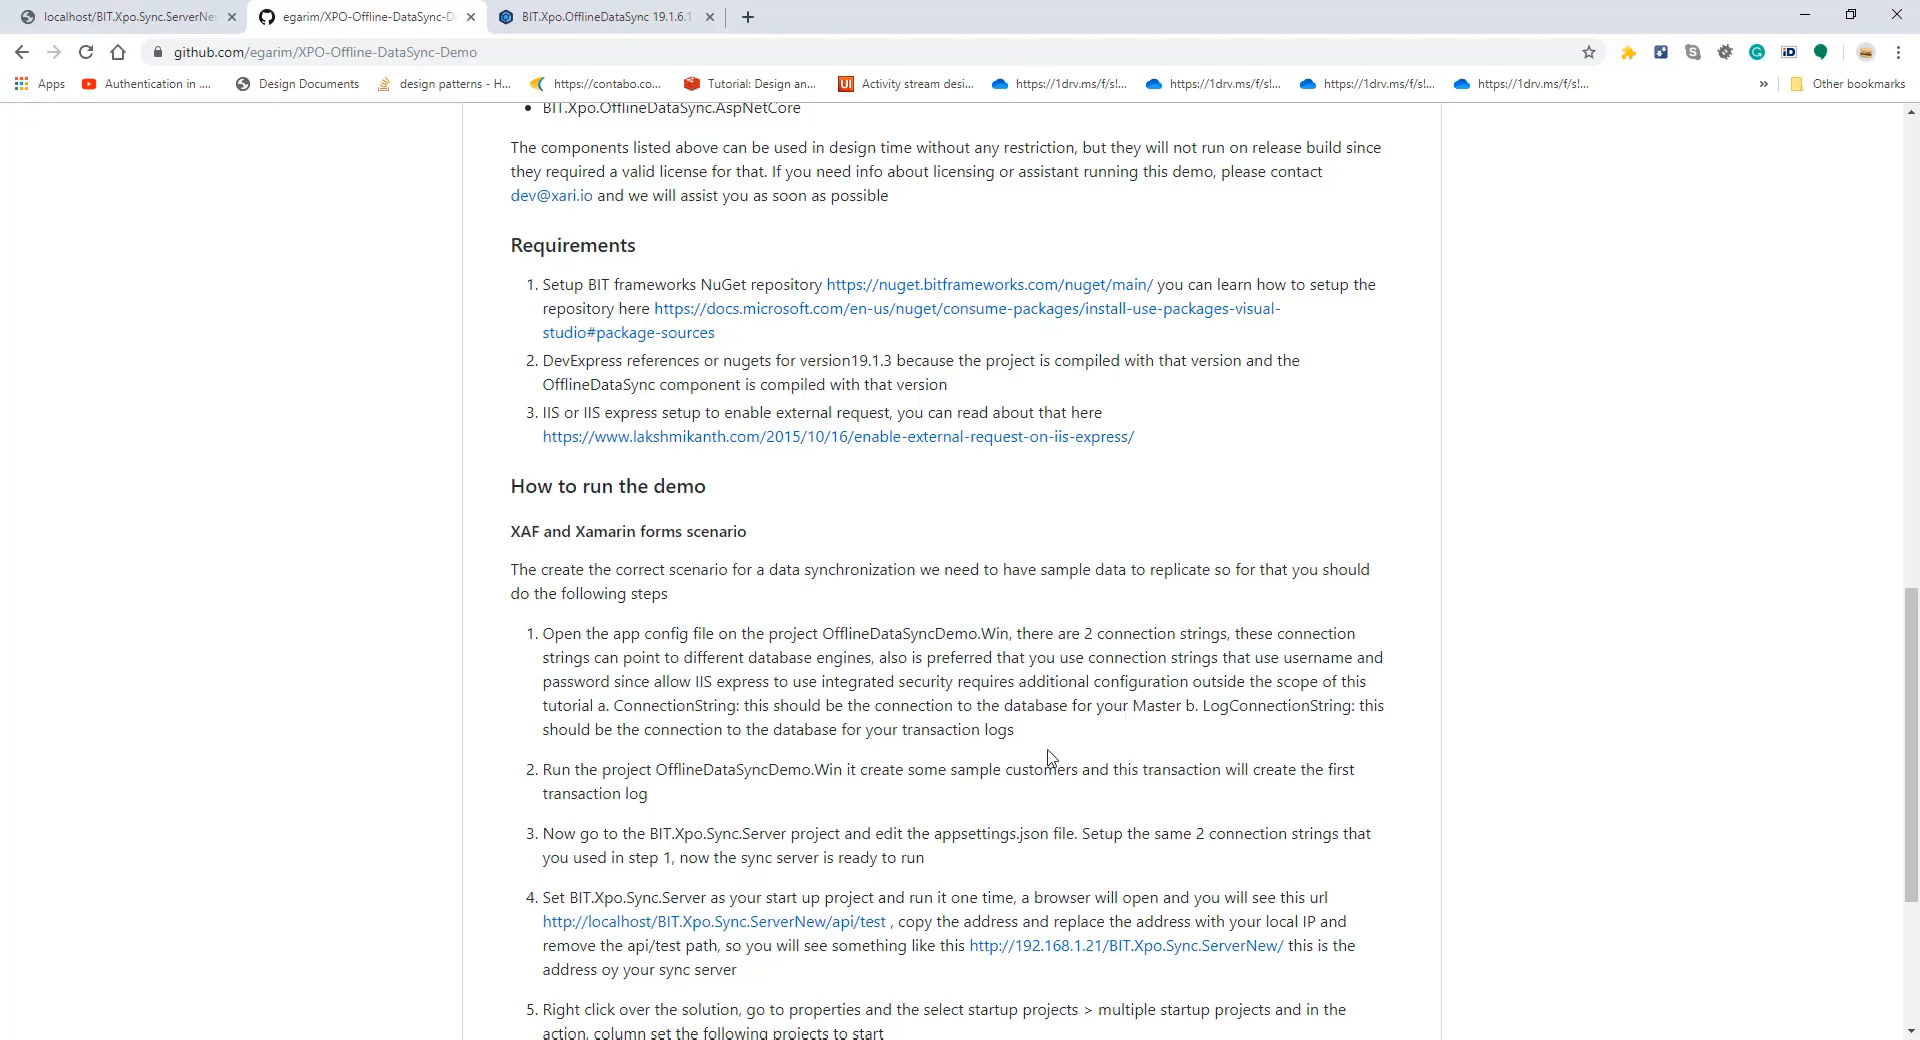 localhost/BIT.Xpo.Sync.ServerNe
egarim/XPO-Offline-DataSync-D
BIT.Xpo.OfflineDataSync 19.1.6.1
github.com/egarim/XPO-Offline-DataSync-Demo
Apps
Authentication in ....
Design Documents
design patterns - H...
https://contabo.co...
Tutorial: Design an...
Activity stream desi...
https://1drv.ms/f/s!...
https://1drv.ms/f/s!...
https://1drv.ms/f/s!...
https://1drv.ms/f/s!...
»
Other bookmarks
• BIT.Xpo.OfflineDataSync.AspNetCore
The components listed above can be used in design time without any restriction, but they will not run on release build since
they required a valid license for that. If you need info about licensing or assistant running this demo, please contact
dev@xari.io and we will assist you as soon as possible
Requirements
1. Setup BIT frameworks NuGet repository https://nuget.bitframeworks.com/nuget/main/ you can learn how to setup the
repository here https://docs.microsoft.com/en-us/nuget/consume-packages/install-use-packages-visual-
studio#package-sources
2. DevExpress references or nugets for version19.1.3 because the project is compiled with that version and the
OfflineDataSync component is compiled with that version
3. IIS or IIS express setup to enable external request, you can read about that here
https://www.lakshmikanth.com/2015/10/16/enable-external-request-on-iis-express/
How to run the demo
XAF and Xamarin forms scenario
The create the correct scenario for a data synchronization we need to have sample data to replicate so for that you should
do the following steps
1. Open the app config file on the project OfflineDataSyncDemo.Win, there are 2 connection strings, these connection
strings can point to different database engines, also is preferred that you use connection strings that use username and
password since allow IIS express to use integrated security requires additional configuration outside the scope of this
tutorial a. ConnectionString: this should be the connection to the database for your Master b. LogConnectionString: this
should be the connection to the database for your transaction logs
2. Run the project OfflineDataSyncDemo.Win it create some sample customers and this transaction will create the first
transaction log
3. Now go to the BIT.Xpo.Sync.Server project and edit the appsettings.json file. Setup the same 2 connection strings that
you used in step 1, now the sync server is ready to run
4. Set BIT.Xpo.Sync.Server as your start up project and run it one time, a browser will open and you will see this url
http://localhost/BIT.Xpo.Sync.ServerNew/api/test , copy the address and replace the address with your local IP and
remove the api/test path, so you will see something like this http://192.168.1.21/BIT.Xpo.Sync.ServerNew/ this is the
address oy your sync server
5. Right click over the solution, go to properties and the select startup projects > multiple startup projects and in the
action, column set the following projects to start